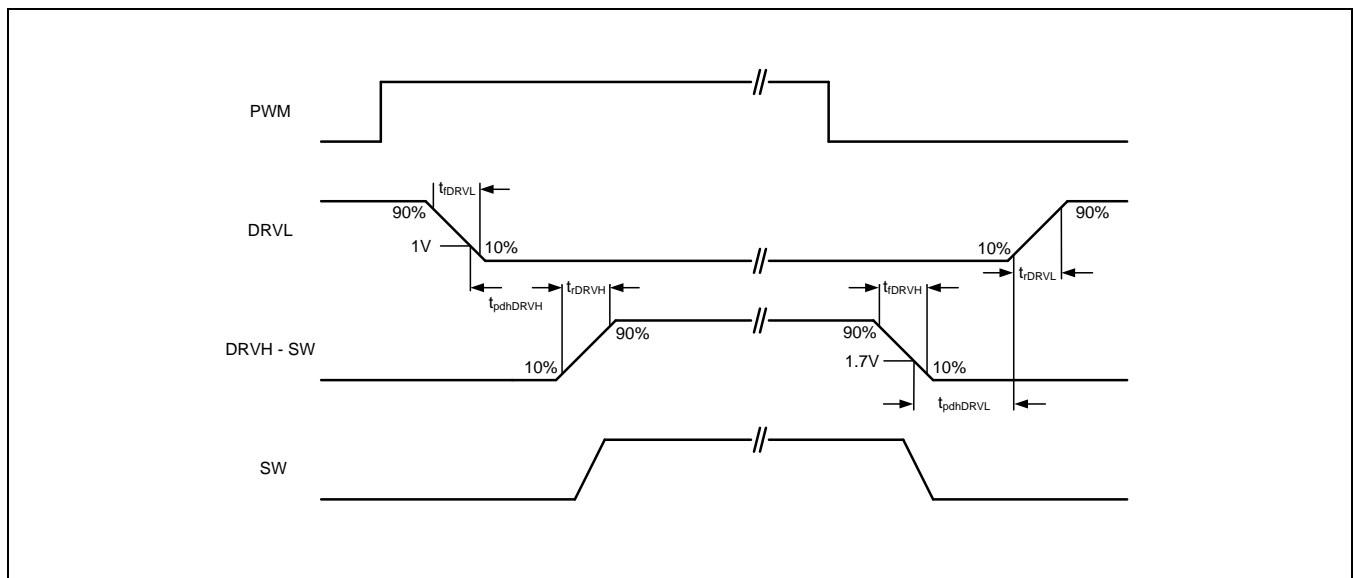 PWM
tfDRVL
90%
90%
DRVL
1V
10%
10%
trDRVL
tpdhDRVH
trDRVH
tfDRVH
90%
90%
DRVH - SW
1.7V
10%
10%
tpdhDRVL
SW